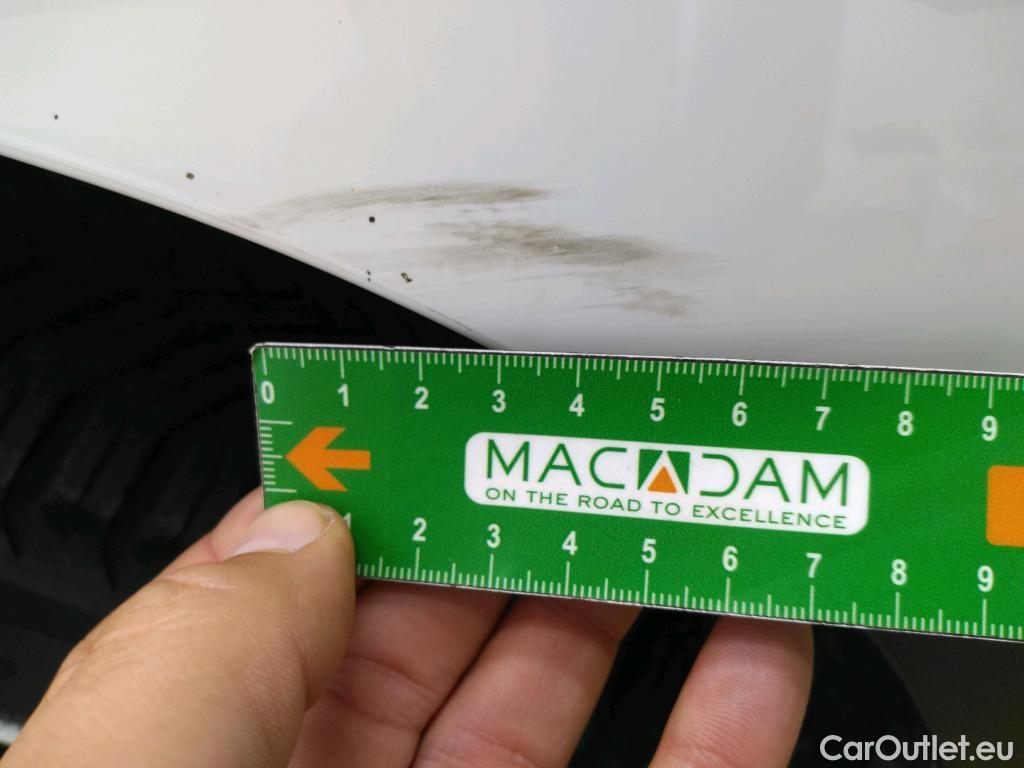 0 1 2 3 4 5 6 7 8 9
MACADAM
ON THE ROAD TO EXCELLENCE
1 2 3 4 5 6 7 8 9
CarOutlet.eu